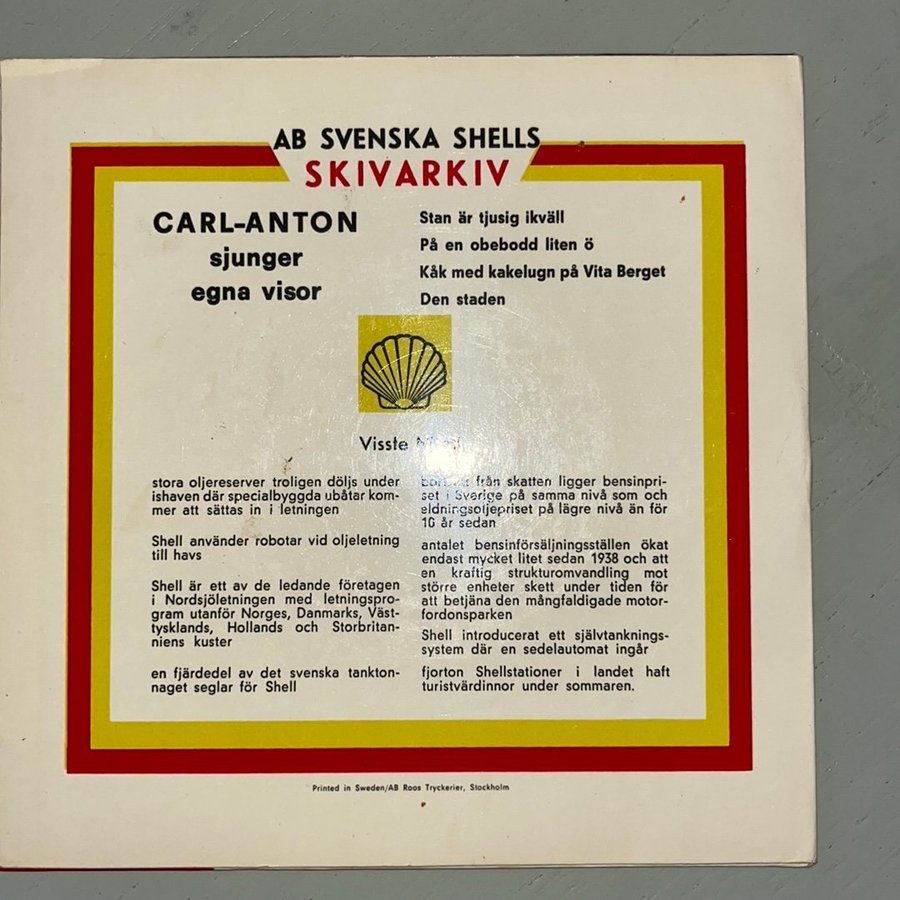 AB SVENSKA SHELLS
SKIVARKIV
CARL-ANTON
sjunger
egna visor
Stan är tjusig ikväll
På en obebodd liten ö
Kåk med kakelugn på Vita Berget
Den staden
Visste
stora oljereserver troligen döljs under
ishaven där specialbyggda ubåtar kom-
mer att sättas in i letningen
Shell använder robotar vid oljeletning
till havs
Shell är ett av de ledande företagen
i Nordsjöletningen med letningspro-
gram utanför Norges, Danmarks, Väst-
tysklands, Hollands och Storbritan-
niens kuster
en fjärdedel av det svenska tankton-
naget seglar för Shell
från skatten ligger bensinpri-
set i Sverige på samma nivå som och
eldningsoljepriset på lägre nivå än för
10 år sedan
antalet bensinförsäljningsställen ökat
endast mycket litet sedan 1938 och att
en kraftig strukturomvandling mot
större enheter skett under tiden för
att betjäna den mångfaldigade motor-
fordonsparken
Shell introducerat ett självtanknings-
system där en sedelautomat ingår
fjorton Shellstationer i landet haft
turistvärdinnor under sommaren.
Printed in Sweden/AB Roos Tryckerier, Stockholm